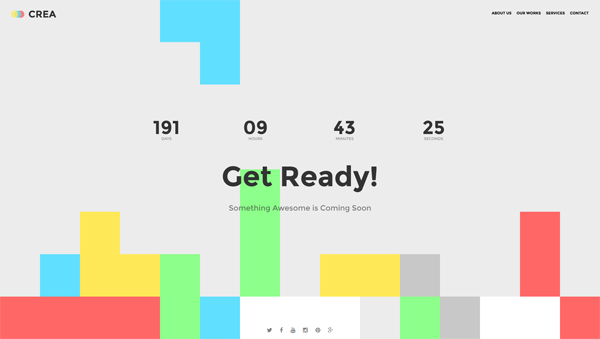 CREA
ABOUT US OUR WORKS SERVICES CONTACT
191 09 43 25
DAYS HOURS MINUTES SECONDS
Get Ready!
Something Awesome is Coming Soon